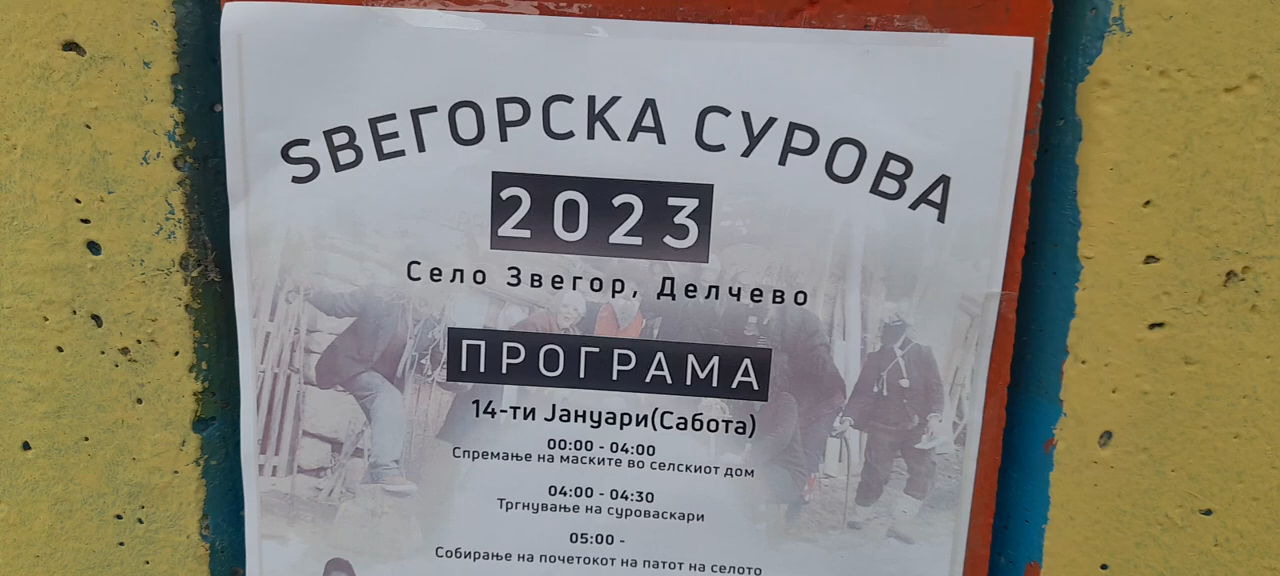 ЅВЕГОРСКА СУРОВА
2023
Село Звегор, Делчево
ПРОГРАМА
14-ти Јануари(Сабота)
00:00 - 04:00
Спремање на маските во селскиот дом
04:00 - 04:30
Тргнување на суроваскари
05:00 -
Собирање на почетокот на патот на селото